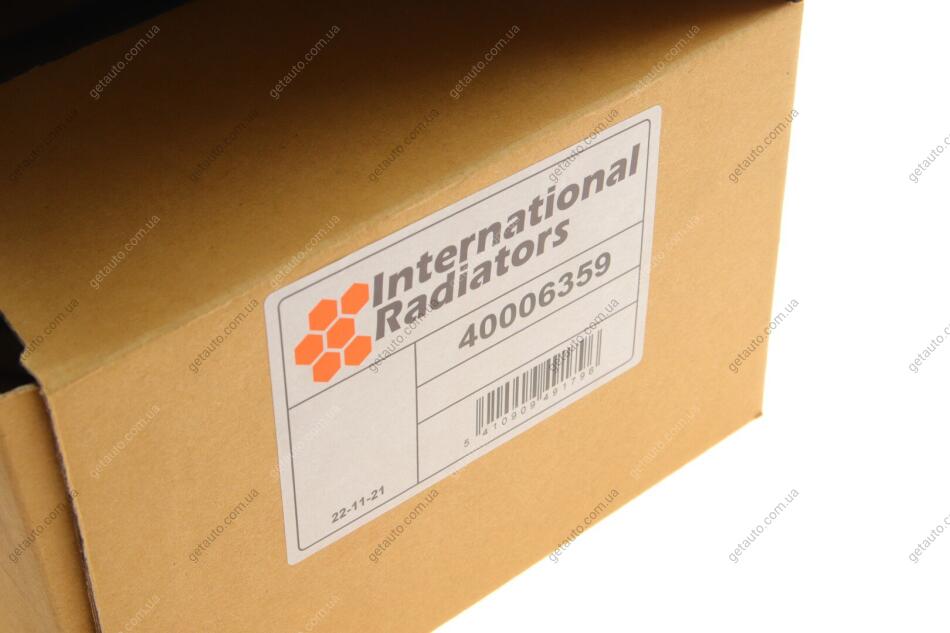 International
Radiators
40006359
5 410909 491798
22-11-21
getauto.com.ua